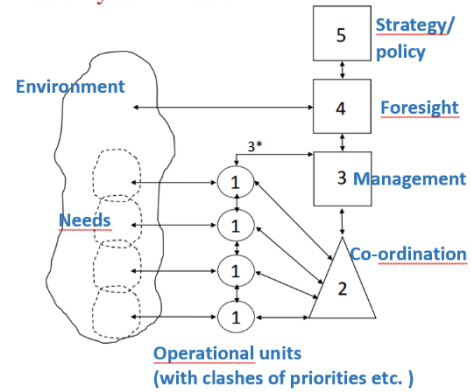 5
Strategy/
policy
Environment
4
Foresight
3*
1
3
Management
Needs
1
Co-ordination
1
2
1
Operational units
(with clashes of priorities etc. )